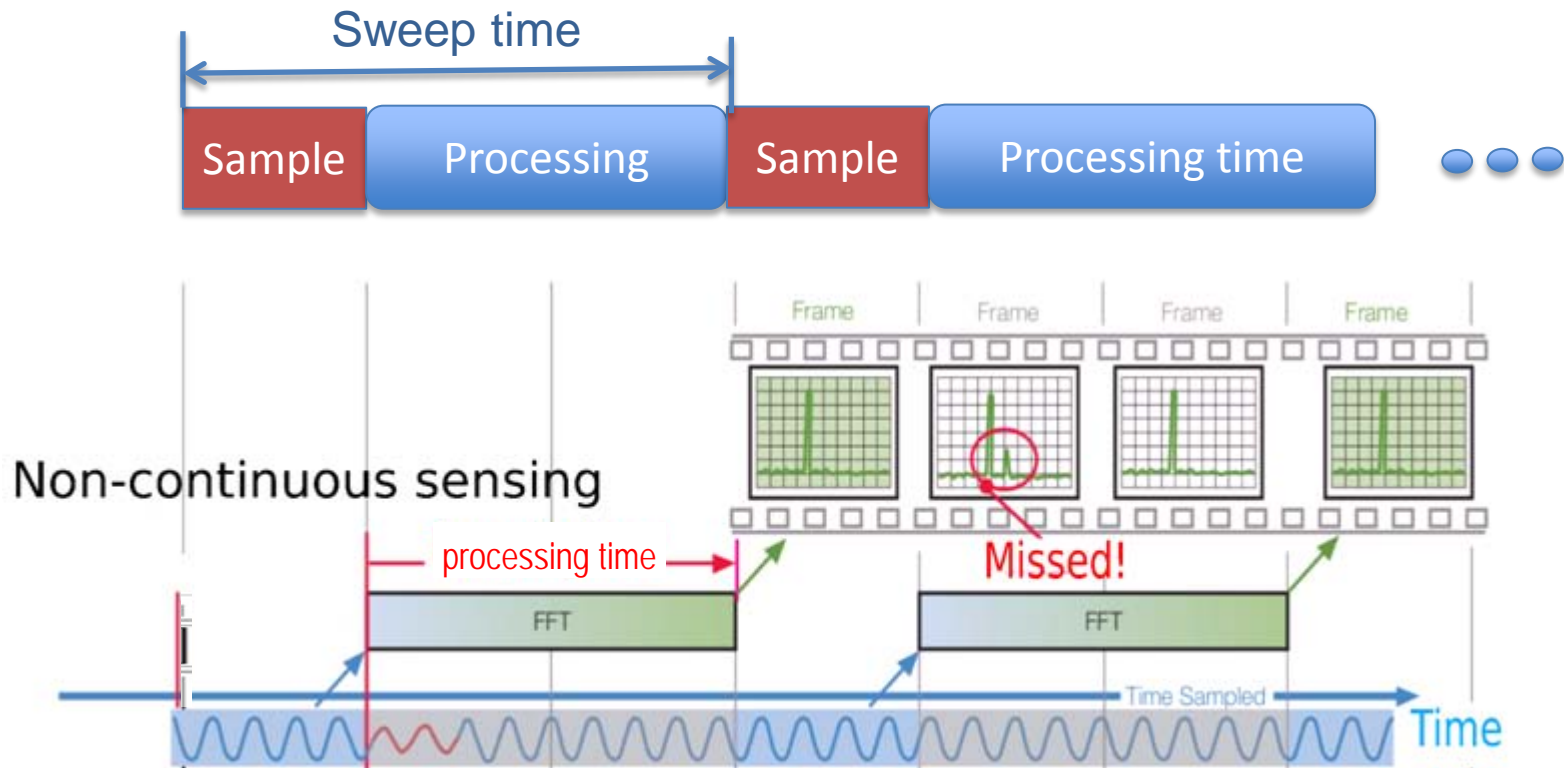 Sweep time
Sample Processing Sample Processing time
Frame Frame Frame Frame
Non-continuous sensing
processing time
Missed!
FFT FFT
Time Sampled
Time